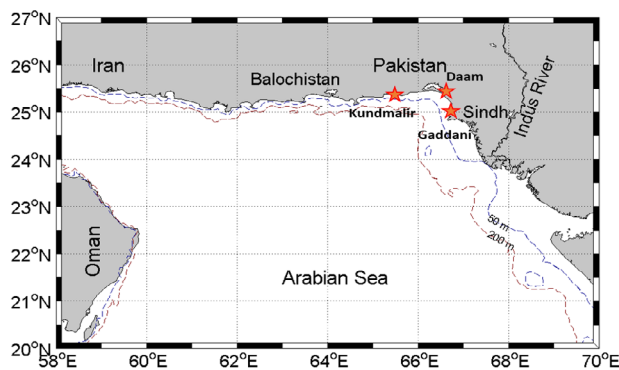 27°N
26°N
25°N
24°N
23°N
22°N
21°N
20°N
Iran
Pakistan
Balochistan
Daam
Kundmalir
Sindh
Gaddani
Indus River
50 m
200 m
Oman
Arabian Sea
58°E
60°E
62°E
64°E
66°E
68°E
70°E